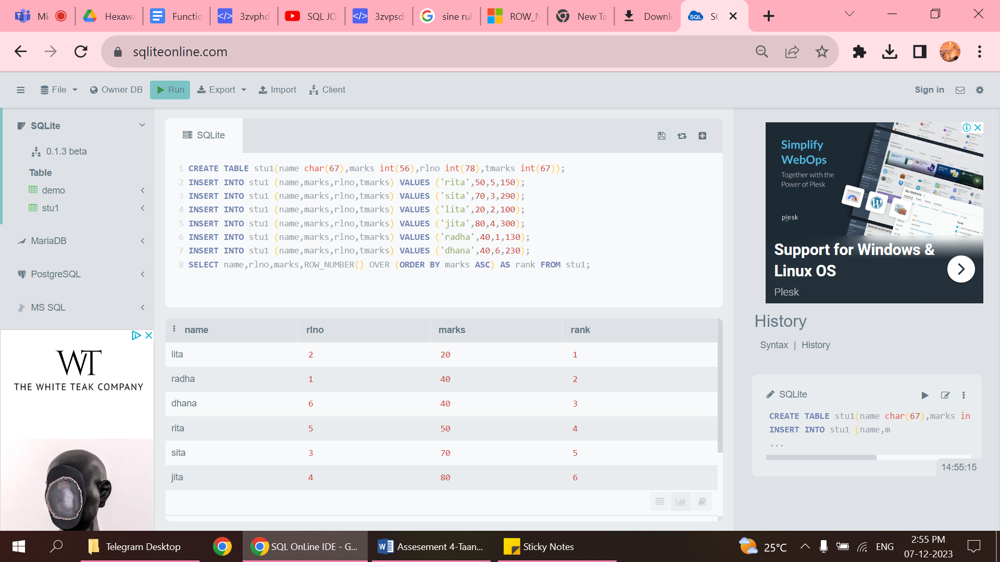 Mi
Hexawa
Functio
3zvphd
SQL JO
3zvpsd
sine rul
ROW_N
New Ta
Downl
sqliteonline.com
File
Owner DB
Run
Export
Import
Client
Sign in
SQLite
0.1.3 beta
Table
demo
stu1
MariaDB
PostgreSQL
MS SQL
WT
THE WHITE TEAK COMPANY
SQLite
1 CREATE TABLE stu1(name char(67),marks int(56),rlno int(78),tmarks int(67));
2 INSERT INTO stu1 (name,marks,rlno,tmarks) VALUES ('rita',50,5,150);
3 INSERT INTO stu1 (name,marks,rlno,tmarks) VALUES ('sita',70,3,290);
4 INSERT INTO stu1 (name,marks,rlno,tmarks) VALUES ('lita',20,2,100);
5 INSERT INTO stu1 (name,marks,rlno,tmarks) VALUES ('jita',80,4,300);
6 INSERT INTO stu1 (name,marks,rlno,tmarks) VALUES ('radha',40,1,130);
7 INSERT INTO stu1 (name,marks,rlno,tmarks) VALUES ('dhana',40,6,230);
8 SELECT name,rlno,marks,ROW_NUMBER() OVER (ORDER BY marks ASC) AS rank FROM stu1;
name rlno marks rank
lita 2 20 1
radha 1 40 2
dhana 6 40 3
rita 5 50 4
sita 3 70 5
jita 4 80 6
Simplify
WebOps
Together with the
Power of Plesk
plesk
My Website
Support for Windows &
Linux OS
Plesk
History
Syntax | History
SQLite
CREATE TABLE stu1(name char(67),marks in
INSERT INTO stu1 (name,m
...
14:55:15
Telegram Desktop
SQL OnLine IDE - G...
Assesement 4-Taan...
Sticky Notes
25°C
ENG
2:55 PM
07-12-2023